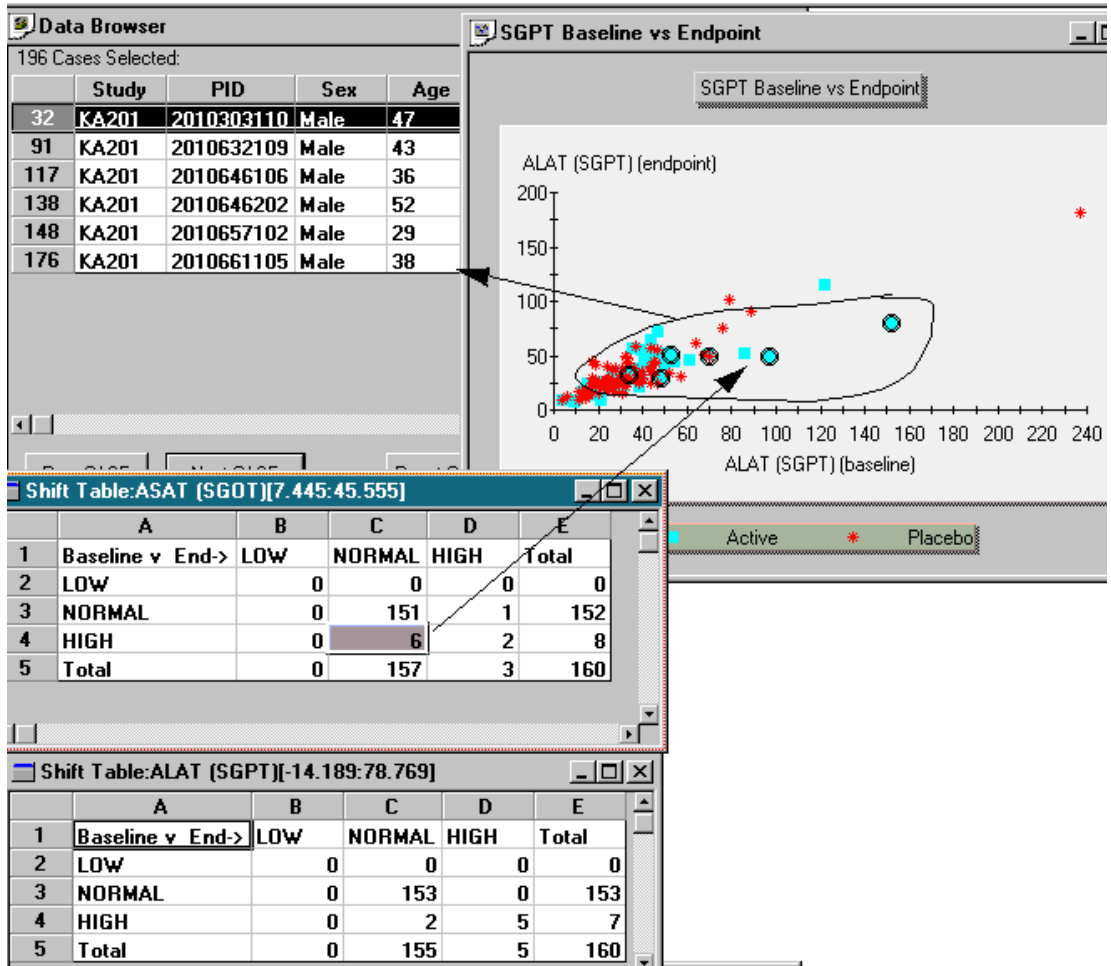 Data Browser
196 Cases Selected:
Study PID Sex Age
32 KA201 2010303110 Male 47
91 KA201 2010632109 Male 43
117 KA201 2010646106 Male 36
138 KA201 2010646202 Male 52
148 KA201 2010657102 Male 29
176 KA201 2010661105 Male 38
SGPT Baseline vs Endpoint
SGPT Baseline vs Endpoint
ALAT (SGPT) (endpoint)
200
150
100
50
0
0 20 40 60 80 100 120 140 160 180 200 220 240
ALAT (SGPT) (baseline)
Active Placebo
Shift Table:ASAT (SGOT)[7.445:45.555]
A B C D E
1 Baseline v End-> LOW NORMAL HIGH Total
2 LOW 0 0 0 0
3 NORMAL 0 151 1 152
4 HIGH 0 6 2 8
5 Total 0 157 3 160
Shift Table:ALAT (SGPT)[-14.189:78.769]
A B C D E
1 Baseline v End-> LOW NORMAL HIGH Total
2 LOW 0 0 0 0
3 NORMAL 0 153 0 153
4 HIGH 0 2 5 7
5 Total 0 155 5 160